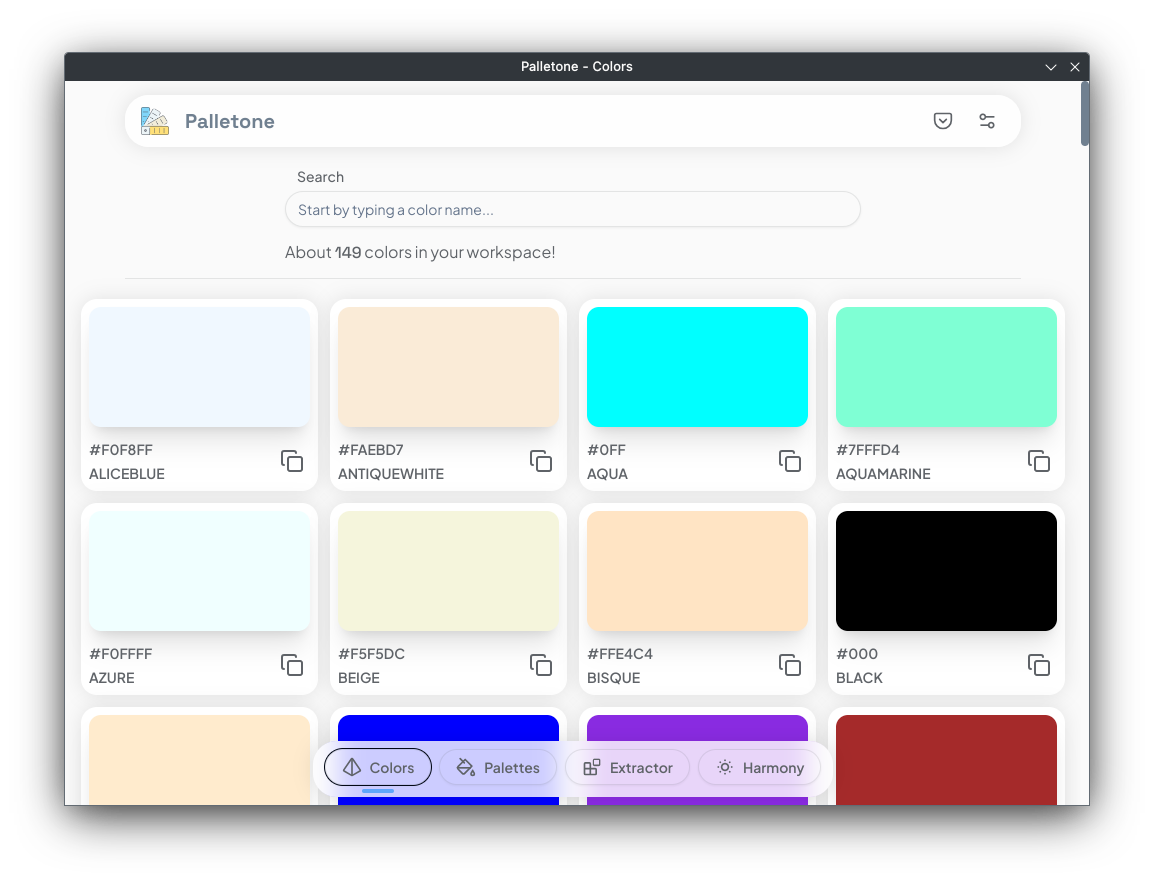 Palletone - Colors
Palletone
Search
Start by typing a color name...
About 149 colors in your workspace!
#F0F8FF
ALICEBLUE
#FAEBD7
ANTIQUEWHITE
#0FF
AQUA
#7FFFD4
AQUAMARINE
#F0FFFF
AZURE
#F5F5DC
BEIGE
#FFE4C4
BISQUE
#000
BLACK
Colors
Palettes
Extractor
Harmony